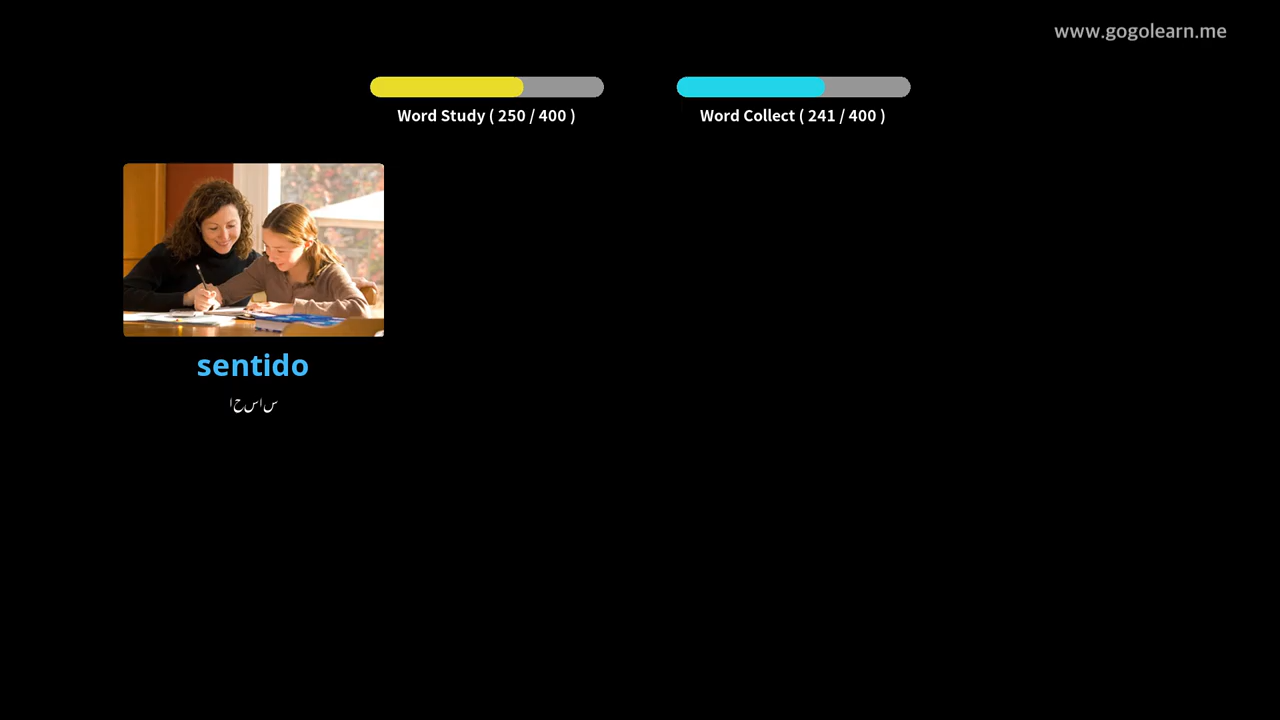 www.gogolearn.me
Word Study ( 250 / 400 )
Word Collect ( 241 / 400 )
sentido
احساس